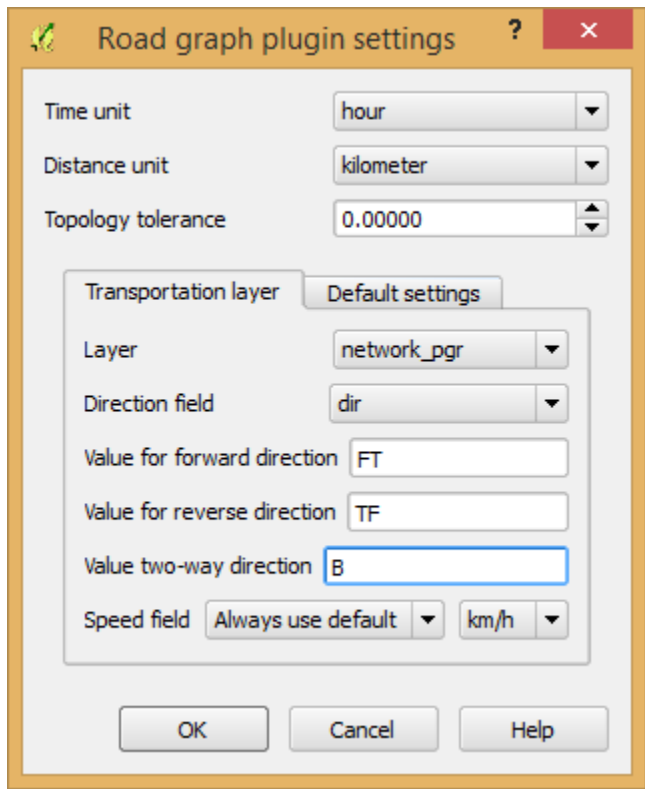 Road graph plugin settings ? ×
Time unit hour
Distance unit kilometer
Topology tolerance 0.00000
Transportation layer Default settings
Layer network_pgr
Direction field dir
Value for forward direction FT
Value for reverse direction TF
Value two-way direction B
Speed field Always use default km/h
OK Cancel Help